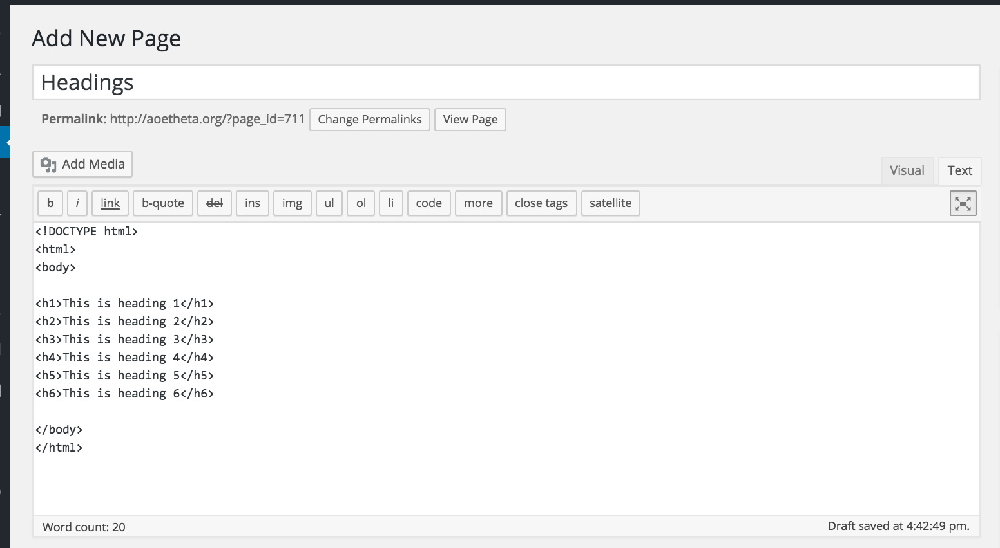 Add New Page
Headings
Permalink: http://aoetheta.org/?page_id=711 Change Permalinks View Page
Add Media
Visual Text
b i link b-quote del ins img ul ol li code more close tags satellite
<!DOCTYPE html>
<html>
<body>
<h1>This is heading 1</h1>
<h2>This is heading 2</h2>
<h3>This is heading 3</h3>
<h4>This is heading 4</h4>
<h5>This is heading 5</h5>
<h6>This is heading 6</h6>
</body>
</html>
Word count: 20 Draft saved at 4:42:49 pm.